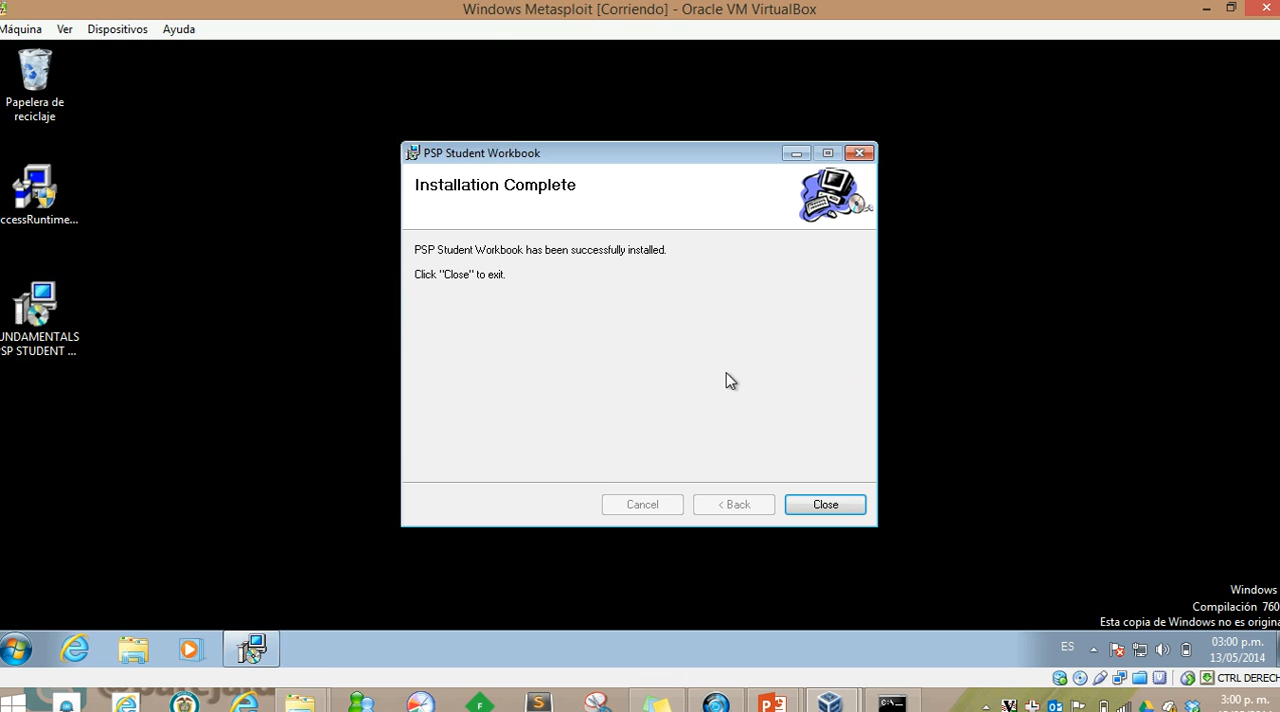 Windows Metasploit [Corriendo] - Oracle VM VirtualBox
Máquina Ver Dispositivos Ayuda
Papelera de
reciclaje
ccessRuntime...
UNDAMENTALS
SP STUDENT ...
PSP Student Workbook
Installation Complete
PSP Student Workbook has been successfully installed.
Click "Close" to exit.
Cancel < Back Close
Windows
Compilación 760
Esta copia de Windows no es origina
ES 03:00 p.m.
13/05/2014
CTRL DERECH
3:00 p.m.